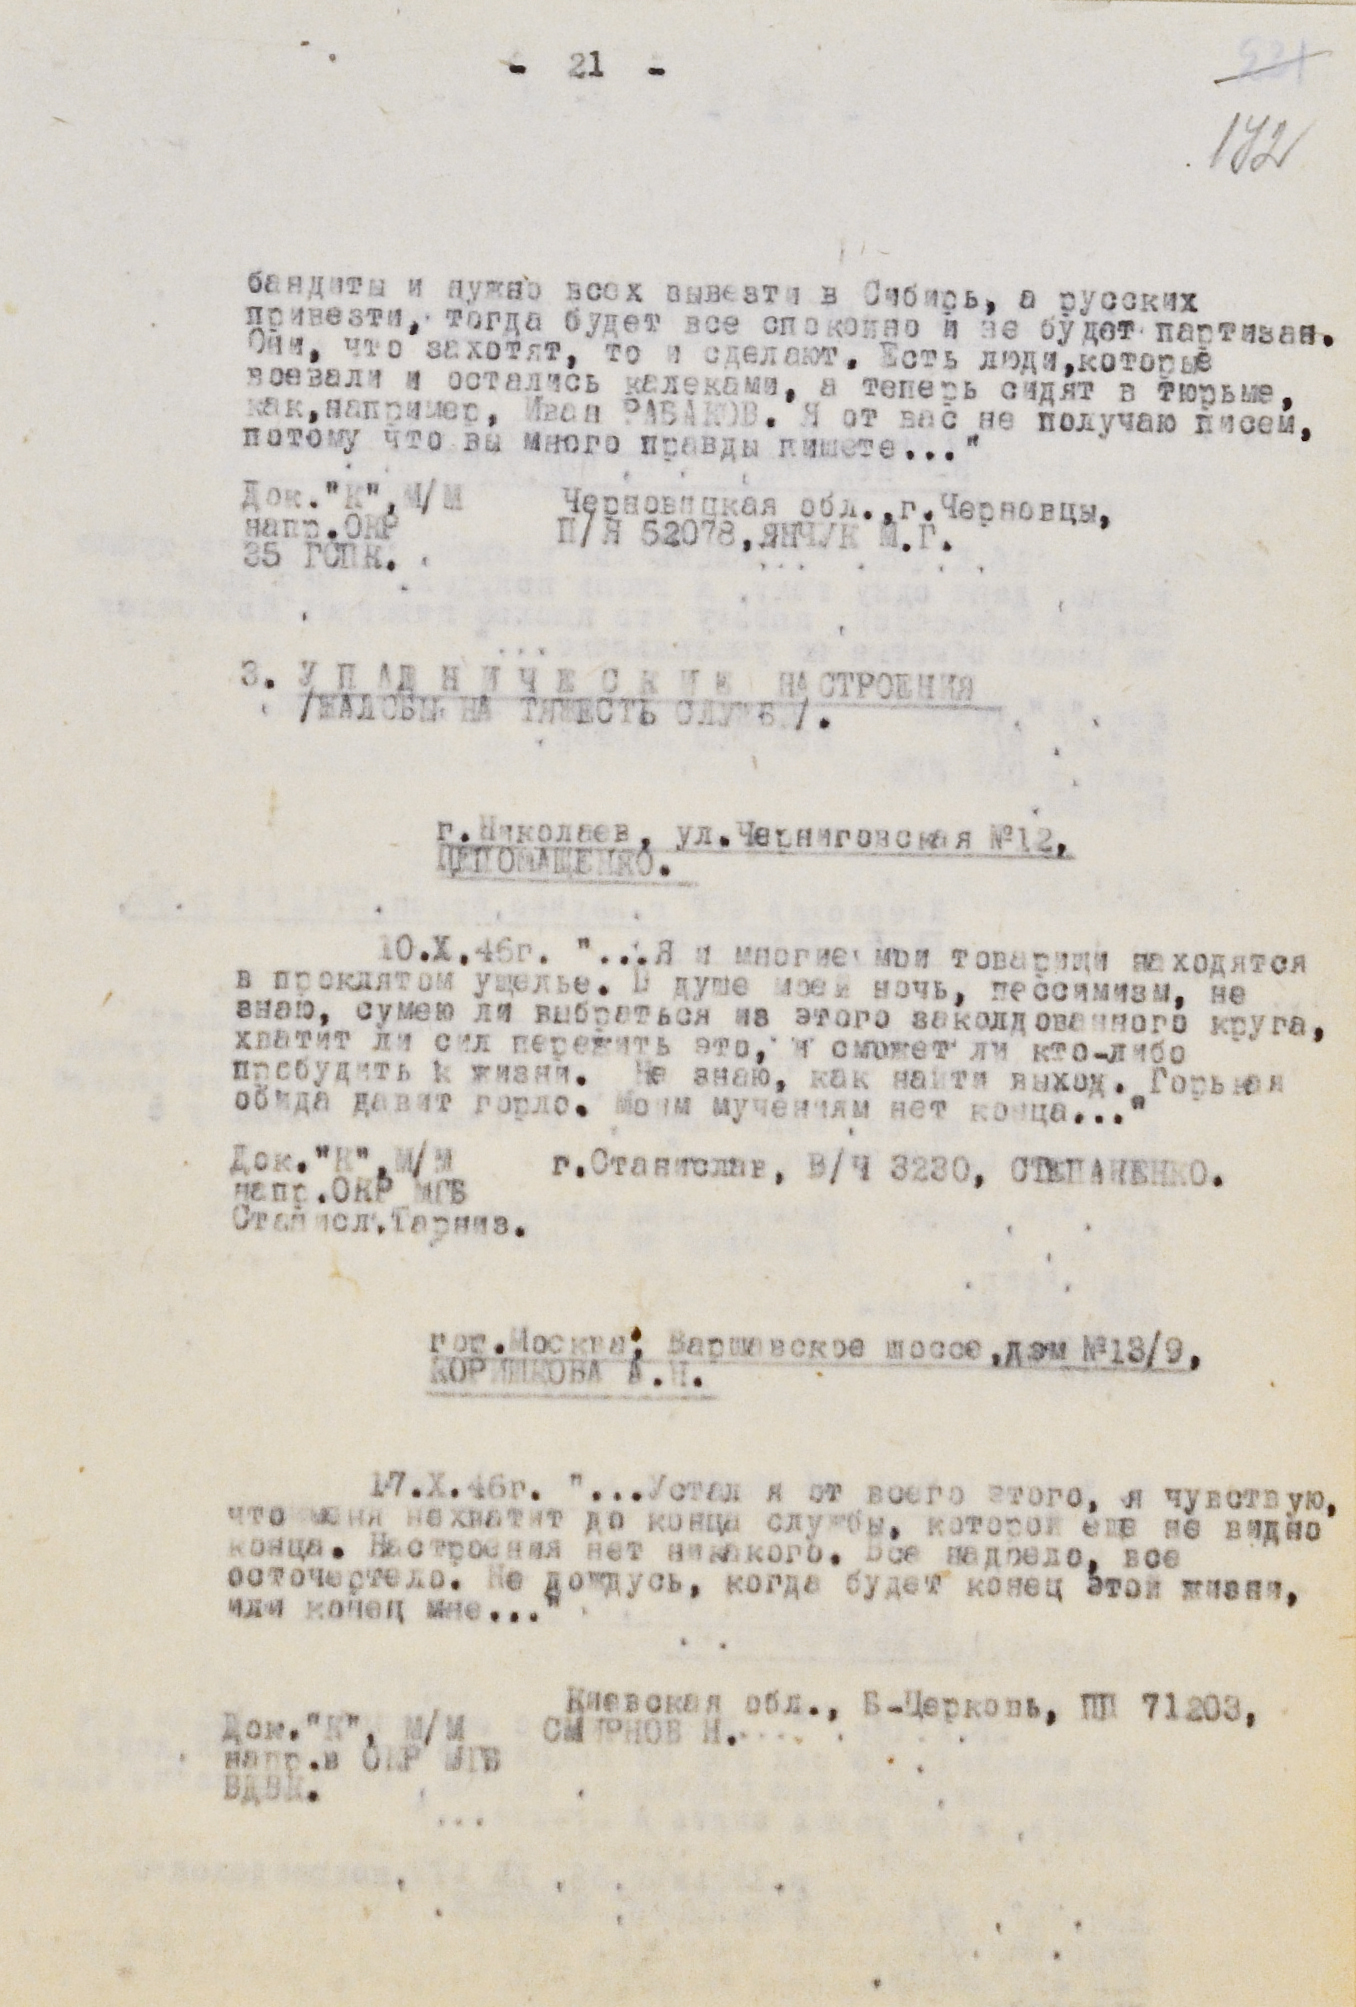 - 21 -
172
бандиты и нужно всех вывезти в Сибирь, а русских
привезти, тогда будет все спокойно и не будет партизан.
Они, что захотят, то и сделают. Есть люди,которые
воевали и остались калеками, а теперь сидят в тюрьме,
как,например, Иван РАБАКОВ. Я от вас не получаю писем,
потому что вы много правды пишете..."
Док."К",М/М Черновицкая обл.,г.Черновцы,
напр.ОКР П/Я 52078,ЯНЧУК М.Г.
35 ГСПК.
3. У П А Д Н И Ч Е С К И Е НАСТРОЕНИЯ
/ЖАЛОБЫ НА ТЯЖЕСТЬ СЛУЖБЫ/.
г.Николаев, ул.Черниговская №12,
ЦЕПОМАЩЕНКО.
10.X.46г. "...Я и многие мои товарищи находятся
в проклятом ущелье. В душе моей ночь, пессимизм, не
знаю, сумею ли выбраться из этого заколдованного круга,
хватит ли сил пережить это, и сможет ли кто-либо
пробудить к жизни. Не знаю, как найти выход. Горькая
обида давит горло. Моим мучениям нет конца..."
Док."К",М/М г.Станислав, В/Ч 3230, СТЕПАНЕНКО.
напр.ОКР МГБ
Станисл.Гарниз.
гор.Москва, Варшавское шоссе,дом №13/9,
КОРШИКОВА А.Н.
17.X.46г. "...Устал я от всего этого, я чувствую,
что меня нехватит до конца службы, которой еще не видно
конца. Настроения нет никакого. Все надоело, все
осточертело. Не дождусь, когда будет конец этой жизни,
или конец мне..."
Киевская обл., Б-Церковь, ПП 71203,
Док."К", М/М СМИРНОВ Н.
напр.в ОКР МГБ
БДВК.